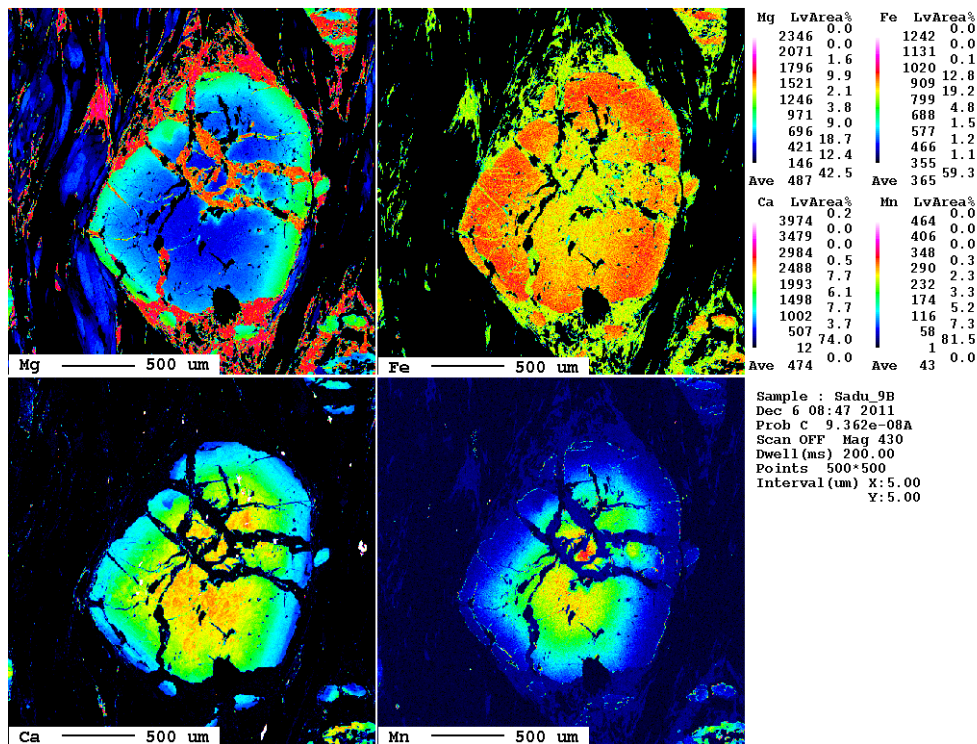 Mg LvArea% Fe LvArea%
0.0 0.0
2346 1242
0.0 0.0
2071 1131
1.6 0.1
1796 1020
9.9 12.8
1521 909
2.1 19.2
1246 799
3.8 4.8
971 688
9.0 1.5
696 577
18.7 1.2
421 466
12.4 1.1
146 355
42.5 59.3
Ave 487 Ave 365
Ca LvArea% Mn LvArea%
0.2 0.0
3974 464
0.0 0.0
3479 406
0.0 0.0
2984 348
0.5 0.3
2488 290
7.7 2.3
1993 232
6.1 3.3
1498 174
7.7 5.2
1002 116
3.7 7.3
507 58
74.0 81.5
12 1
0.0 0.0
Ave 474 Ave 43
Mg 500 um
Fe 500 um
Sample : Sadu_9B
Dec 6 08:47 2011
Prob C 9.362e-08A
Scan OFF Mag 430
Dwell(ms) 200.00
Points 500*500
Interval(um) X:5.00
Y:5.00
Ca 500 um
Mn 500 um